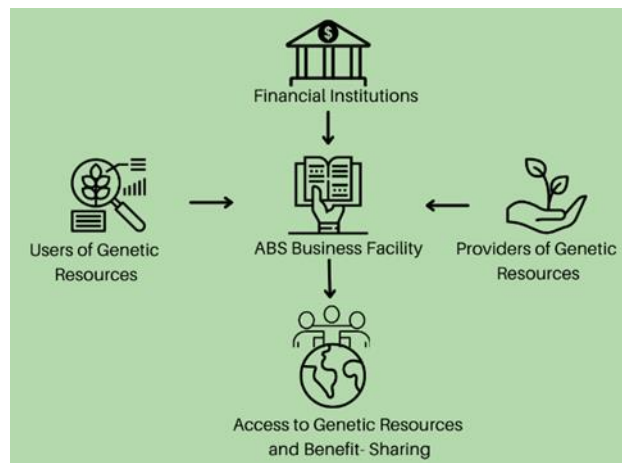 $
Financial Institutions
Users of Genetic
Resources
ABS Business Facility
Providers of Genetic
Resources
Access to Genetic Resources
and Benefit- Sharing